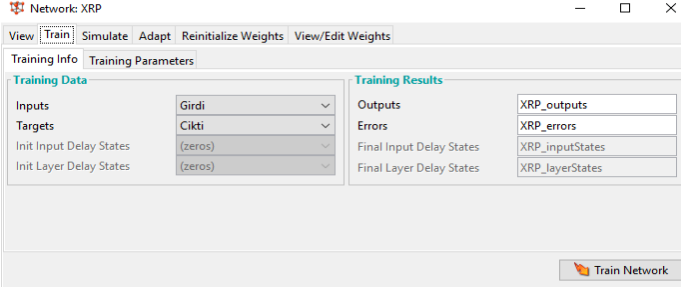 Network: XRP
View Train Simulate Adapt Reinitialize Weights View/Edit Weights
Training Info Training Parameters
Training Data
Inputs Girdi
Targets Cikti
Init Input Delay States (zeros)
Init Layer Delay States (zeros)
Training Results
Outputs XRP_outputs
Errors XRP_errors
Final Input Delay States XRP_inputStates
Final Layer Delay States XRP_layerStates
Train Network